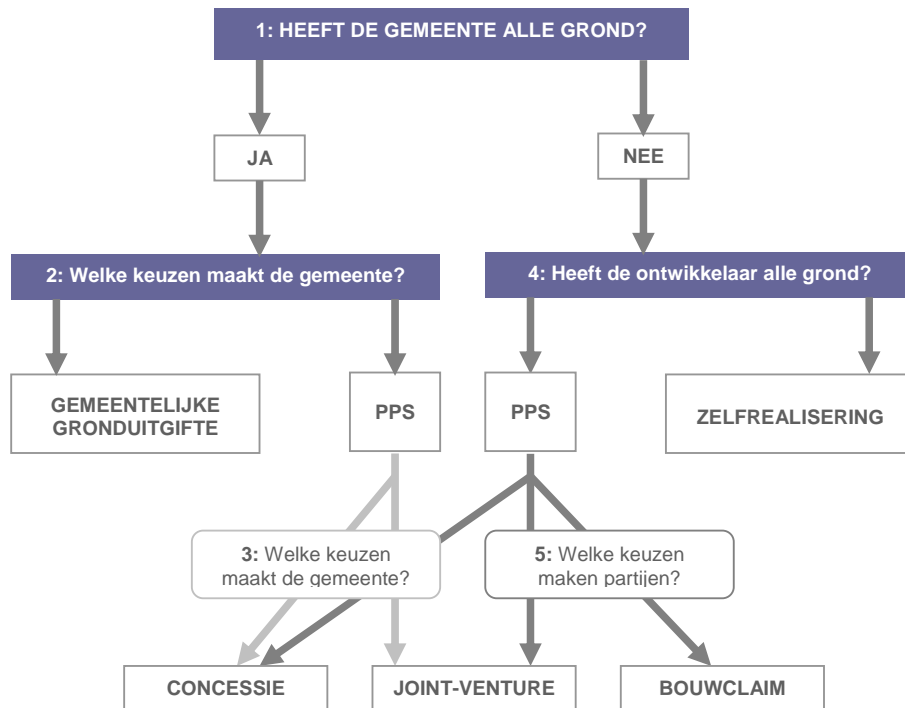 1: HEEFT DE GEMEENTE ALLE GROND?
JA
NEE
2: Welke keuzen maakt de gemeente?
4: Heeft de ontwikkelaar alle grond?
GEMEENTELIJKE
GRONDUITGIFTE
PPS
PPS
ZELFREALISERING
3: Welke keuzen
maakt de gemeente?
5: Welke keuzen
maken partijen?
CONCESSIE
JOINT-VENTURE
BOUWCLAIM